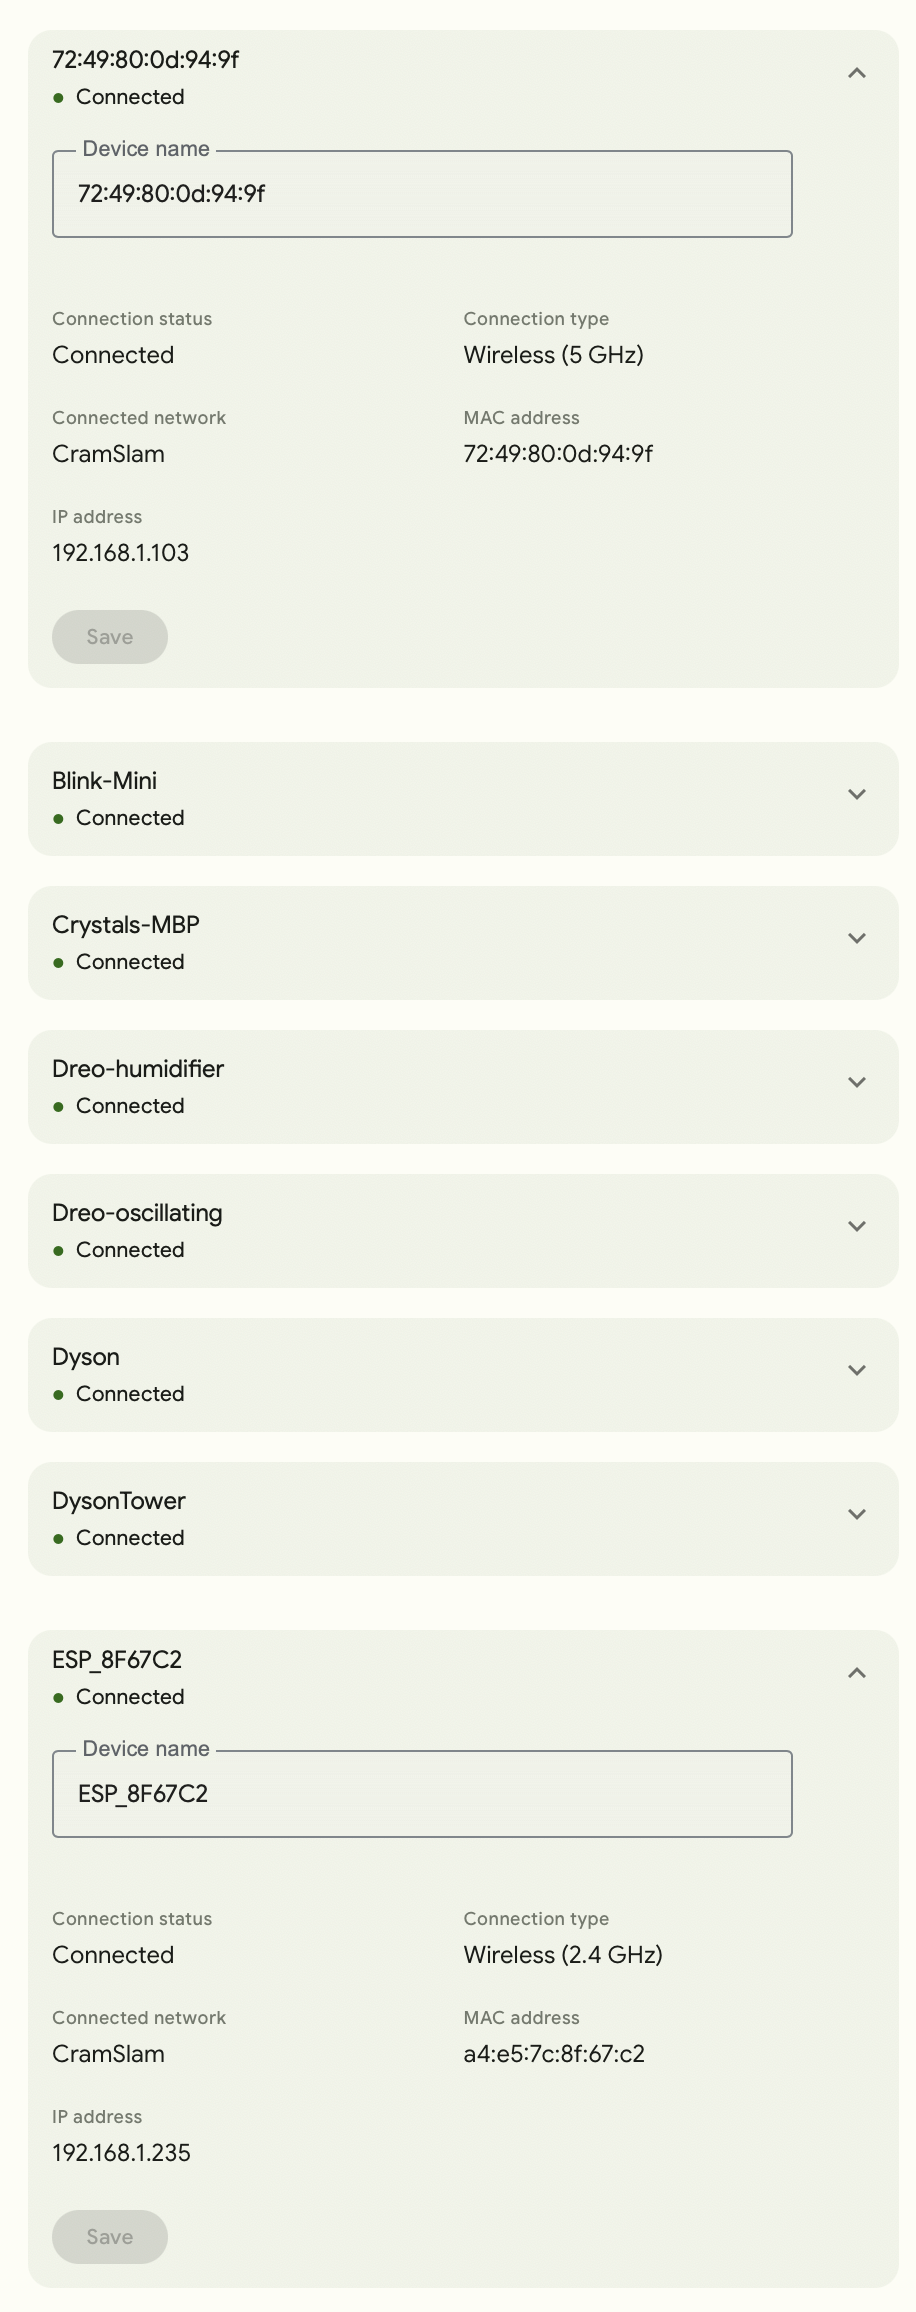 72:49:80:0d:94:9f
Connected
Device name
72:49:80:0d:94:9f
Connection status
Connection type
Connected
Wireless (5 GHz)
Connected network
MAC address
CramSlam
72:49:80:0d:94:9f
IP address
192.168.1.103
Save
Blink-Mini
Connected
Crystals-MBP
Connected
Dreo-humidifier
Connected
Dreo-oscillating
Connected
Dyson
Connected
DysonTower
Connected
ESP_8F67C2
Connected
Device name
ESP_8F67C2
Connection status
Connection type
Connected
Wireless (2.4 GHz)
Connected network
MAC address
CramSlam
a4:e5:7c:8f:67:c2
IP address
192.168.1.235
Save